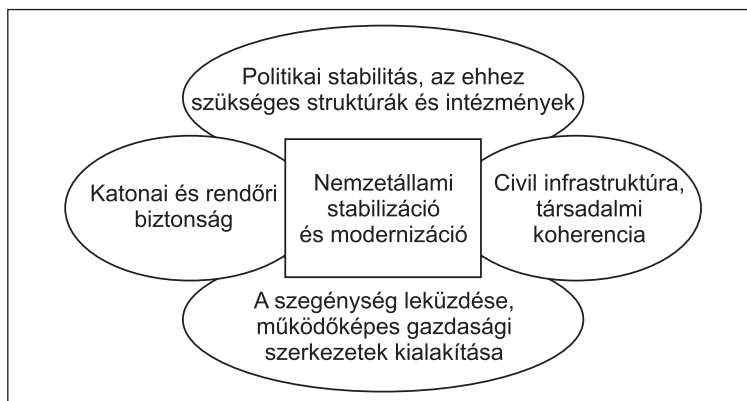 Politikai stabilitás, az ehhez
szükséges struktúrák és intézmények
Katonai és rendőri
biztonság
Nemzetállami
stabilizáció
és modernizáció
Civil infrastruktúra,
társadalmi
koherencia
A szegénység leküzdése,
működőképes gazdasági
szerkezetek kialakítása